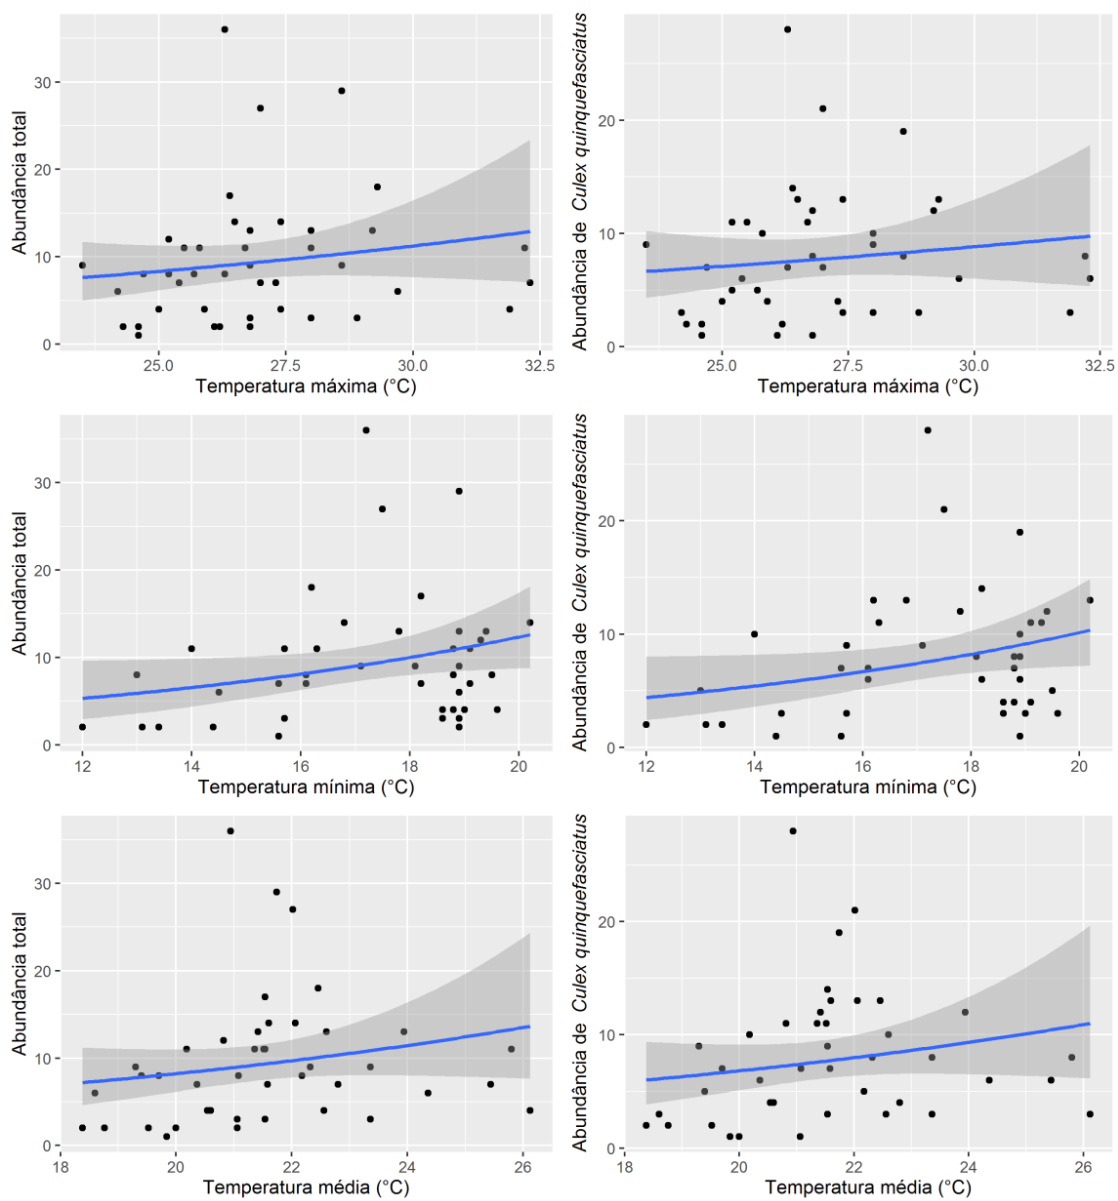 Abundância total
30
20
10
0
25.0 27.5 30.0 32.5
Temperatura máxima (°C)
Abundância de Culex quinquefasciatus
20
10
0
25.0 27.5 30.0 32.5
Temperatura máxima (°C)
Abundância total
30
20
10
0
12 14 16 18 20
Temperatura mínima (°C)
Abundância de Culex quinquefasciatus
20
10
0
12 14 16 18 20
Temperatura mínima (°C)
Abundância total
30
20
10
0
18 20 22 24 26
Temperatura média (°C)
Abundância de Culex quinquefasciatus
20
10
0
18 20 22 24 26
Temperatura média (°C)